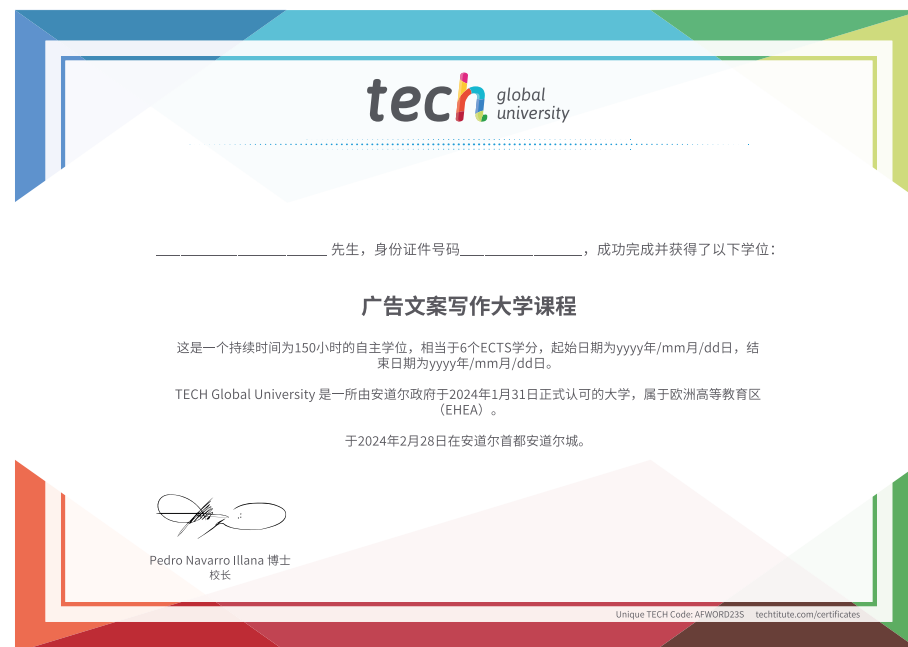 tech global university
______________________ 先生，身份证件号码________________，成功完成并获得了以下学位：
广告文案写作大学课程
这是一个持续时间为150小时的自主学位，相当于6个ECTS学分，起始日期为yyyy年/mm月/dd日，结
束日期为yyyy年/mm月/dd日。
TECH Global University 是一所由安道尔政府于2024年1月31日正式认可的大学，属于欧洲高等教育区
（EHEA）。
于2024年2月28日在安道尔首都安道尔城。
Pedro Navarro Illana 博士
校长
Unique TECH Code: AFWORD23S techtitute.com/certificates